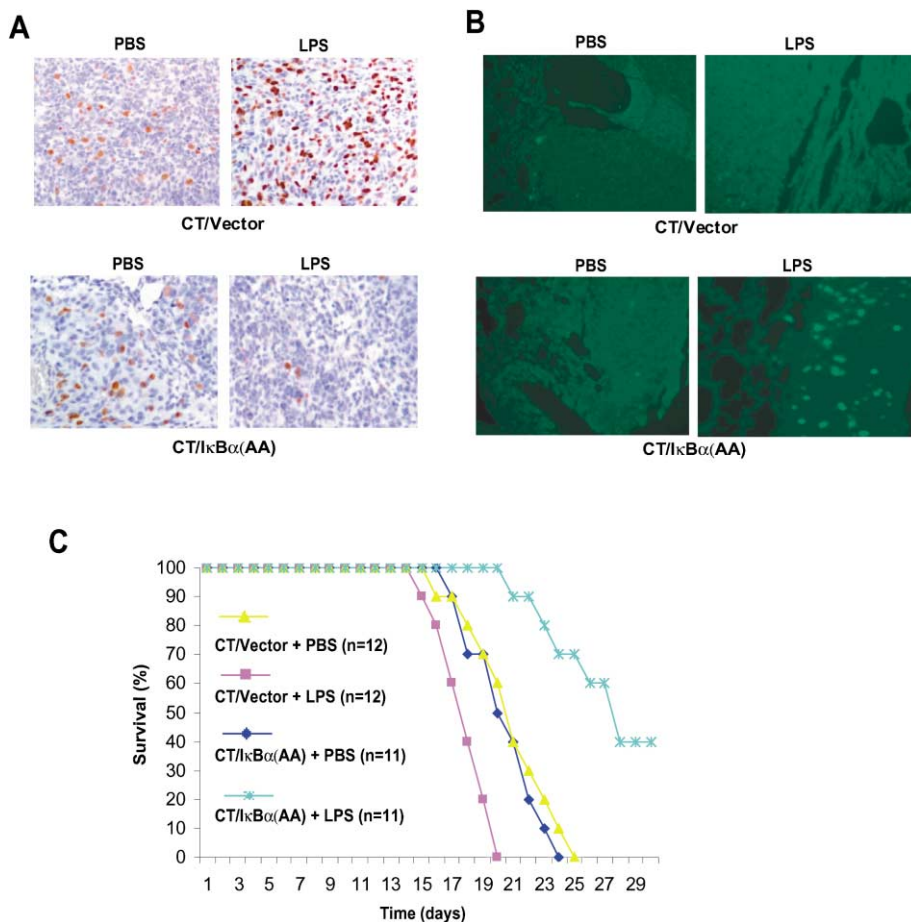 A
PBS LPS
CT/Vector
PBS LPS
CT/IκBα(AA)
B
PBS LPS
CT/Vector
PBS LPS
CT/IκBα(AA)
C
Survival (%)
100
90
80
70
60
50
40
30
20
10
0
CT/Vector + PBS (n=12)
CT/Vector + LPS (n=12)
CT/IκBα(AA) + PBS (n=11)
CT/IκBα(AA) + LPS (n=11)
1 3 5 7 9 11 13 15 17 19 21 23 25 27 29
Time (days)